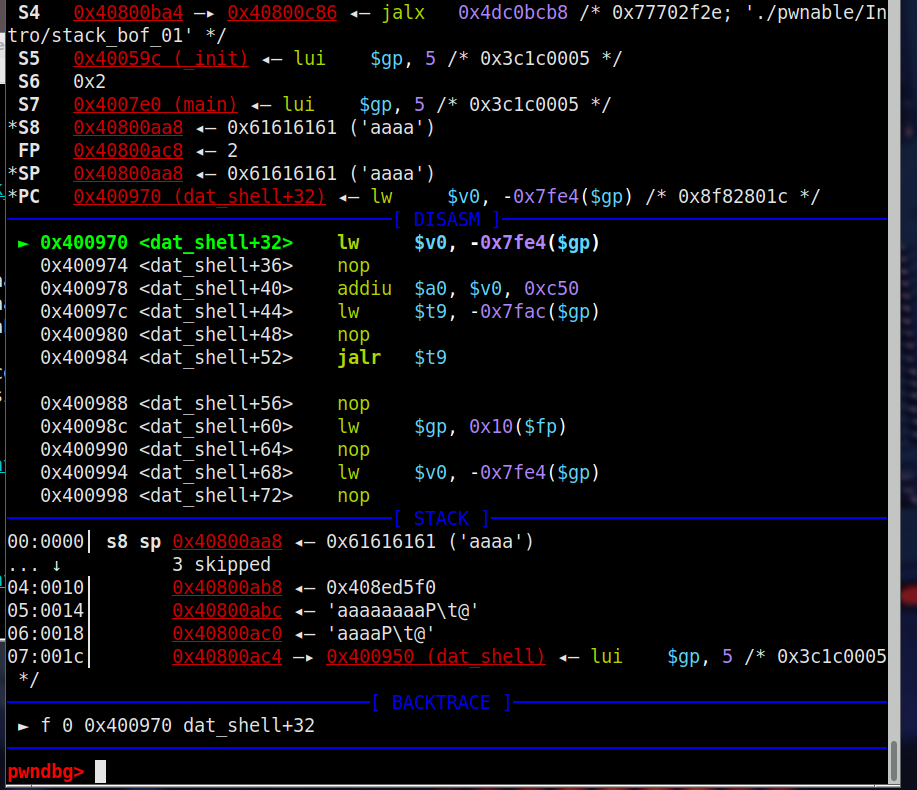 S4   0x40800ba4 —▸ 0x40800c86 ◂— jalx   0x4dc0bcb8 /* 0x77702f2e; './pwnable/In
tro/stack_bof_01' */
S5   0x40059c (_init) ◂— lui    $gp, 5 /* 0x3c1c0005 */
S6   0x2
S7   0x4007e0 (main) ◂— lui    $gp, 5 /* 0x3c1c0005 */
*S8   0x40800aa8 ◂— 0x61616161 ('aaaa')
FP   0x40800ac8 ◂— 2
*SP   0x40800aa8 ◂— 0x61616161 ('aaaa')
*PC   0x400970 (dat_shell+32) ◂— lw     $v0, -0x7fe4($gp) /* 0x8f82801c */
[ DISASM ]
► 0x400970 <dat_shell+32>    lw     $v0, -0x7fe4($gp)
0x400974 <dat_shell+36>    nop
0x400978 <dat_shell+40>    addiu  $a0, $v0, 0xc50
0x40097c <dat_shell+44>    lw     $t9, -0x7fac($gp)
0x400980 <dat_shell+48>    nop
0x400984 <dat_shell+52>    jalr   $t9
0x400988 <dat_shell+56>    nop
0x40098c <dat_shell+60>    lw     $gp, 0x10($fp)
0x400990 <dat_shell+64>    nop
0x400994 <dat_shell+68>    lw     $v0, -0x7fe4($gp)
0x400998 <dat_shell+72>    nop
[ STACK ]
00:0000│ s8 sp 0x40800aa8 ◂— 0x61616161 ('aaaa')
... ↓          3 skipped
04:0010│       0x40800ab8 ◂— 0x408ed5f0
05:0014│       0x40800abc ◂— 'aaaaaaaaP\t@'
06:0018│       0x40800ac0 ◂— 'aaaaP\t@'
07:001c│       0x40800ac4 —▸ 0x400950 (dat_shell) ◂— lui    $gp, 5 /* 0x3c1c0005
*/
[ BACKTRACE ]
► f 0 0x400970 dat_shell+32
pwndbg>